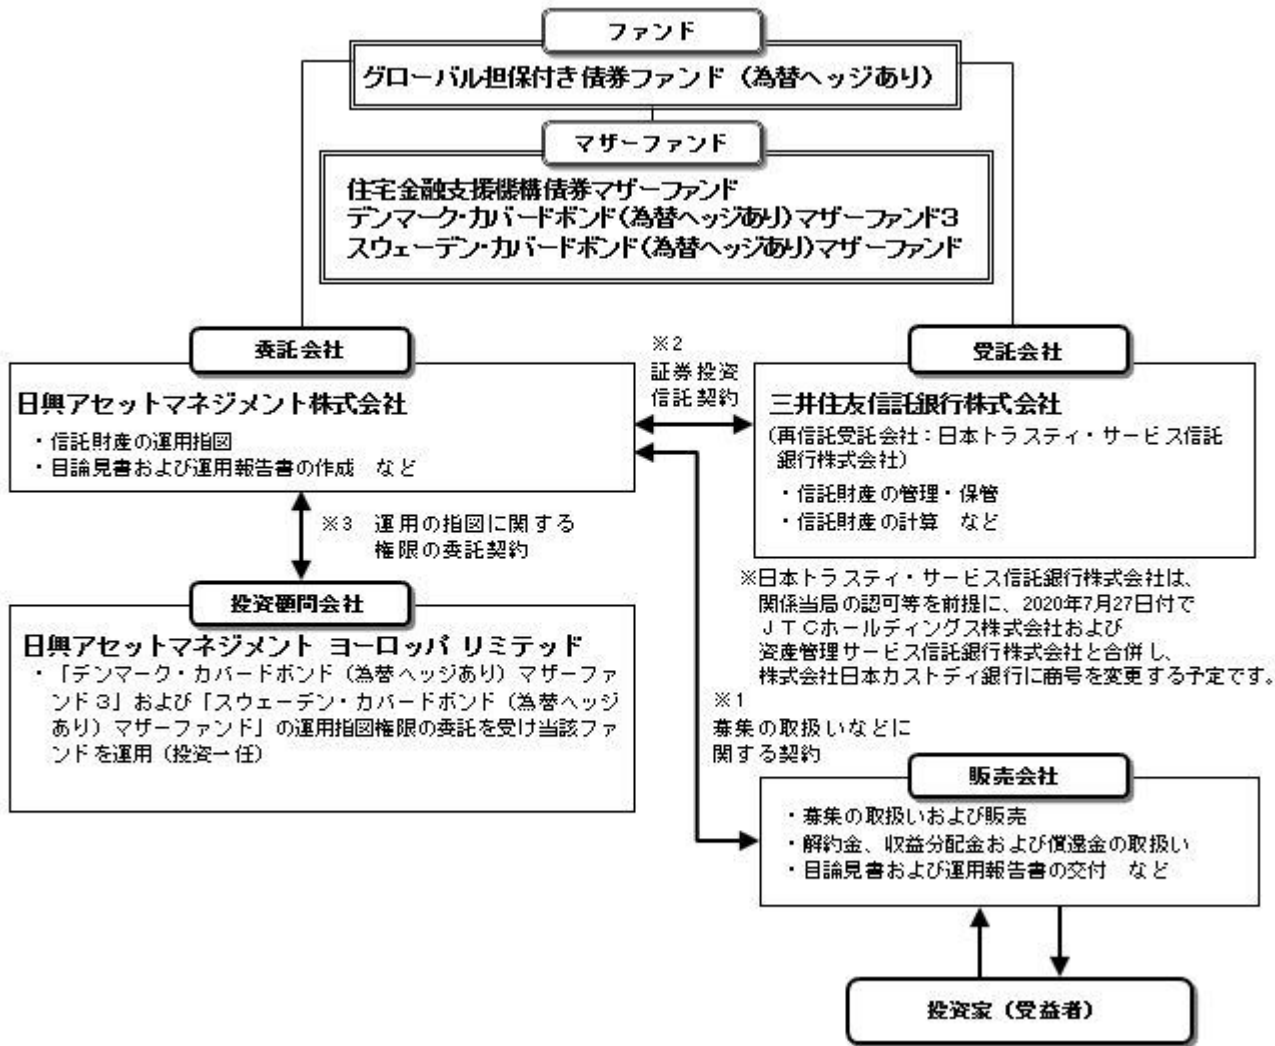 ファンド
グローバル担保付き債券ファンド（為替ヘッジあり）
マザーファンド
住宅金融支援機構債券マザーファンド
デンマーク・カバードボンド(為替ヘッジあり)マザーファンド3
スウェーデン・カバードボンド(為替ヘッジあり)マザーファンド
委託会社
日興アセットマネジメント株式会社
・信託財産の運用指図
・目論見書および運用報告書の作成　など
※2
証券投資
信託契約
受託会社
三井住友信託銀行株式会社
（再信託受託会社：日本トラスティ・サービス信託
銀行株式会社）
・信託財産の管理・保管
・信託財産の計算　など
※3　運用の指図に関する
権限の委託契約
※日本トラスティ・サービス信託銀行株式会社は、
関係当局の認可等を前提に、2020年7月27日付で
ＪＴＣホールディングス株式会社および
資産管理サービス信託銀行株式会社と合併し、
株式会社日本カストディ銀行に商号を変更する予定です。
投資顧問会社
日興アセットマネジメント ヨーロッパ リミテッド
・「デンマーク・カバードボンド（為替ヘッジあり）マザーファ
ンド３」および「スウェーデン・カバードボンド（為替ヘッジ
あり）マザーファンド」の運用指図権限の委託を受け当該ファ
ンドを運用（投資一任）
※1
募集の取扱いなどに
関する契約
販売会社
・募集の取扱いおよび販売
・解約金、収益分配金および償還金の取扱い
・目論見書および運用報告書の交付　など
投資家（受益者）